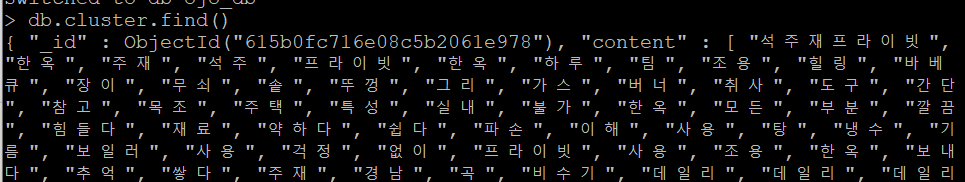 switched to db ojo_db
> db.cluster.find()
{ "_id" : ObjectId("615b0fc716e08c5b2061e978"), "content" : [ "석주재프라이빗",
"한옥", "주재", "석주", "프라이빗", "한옥", "하루", "팀", "조용", "힐링", "바베
큐", "장이", "무쇠", "솥", "뚜껑", "그리", "가스", "버너", "취사", "도구", "간단
", "참고", "목조", "주택", "특성", "실내", "불가", "한옥", "모든", "부분", "깔끔
", "힘들다", "재료", "약하다", "쉽다", "파손", "이해", "사용", "탕", "냉수", "기
름", "보일러", "사용", "걱정", "없이", "프라이빗", "사용", "조용", "한옥", "보내
다", "추억", "쌓다", "주재", "경남", "곡", "비수기", "데일리", "데일리", "데일리